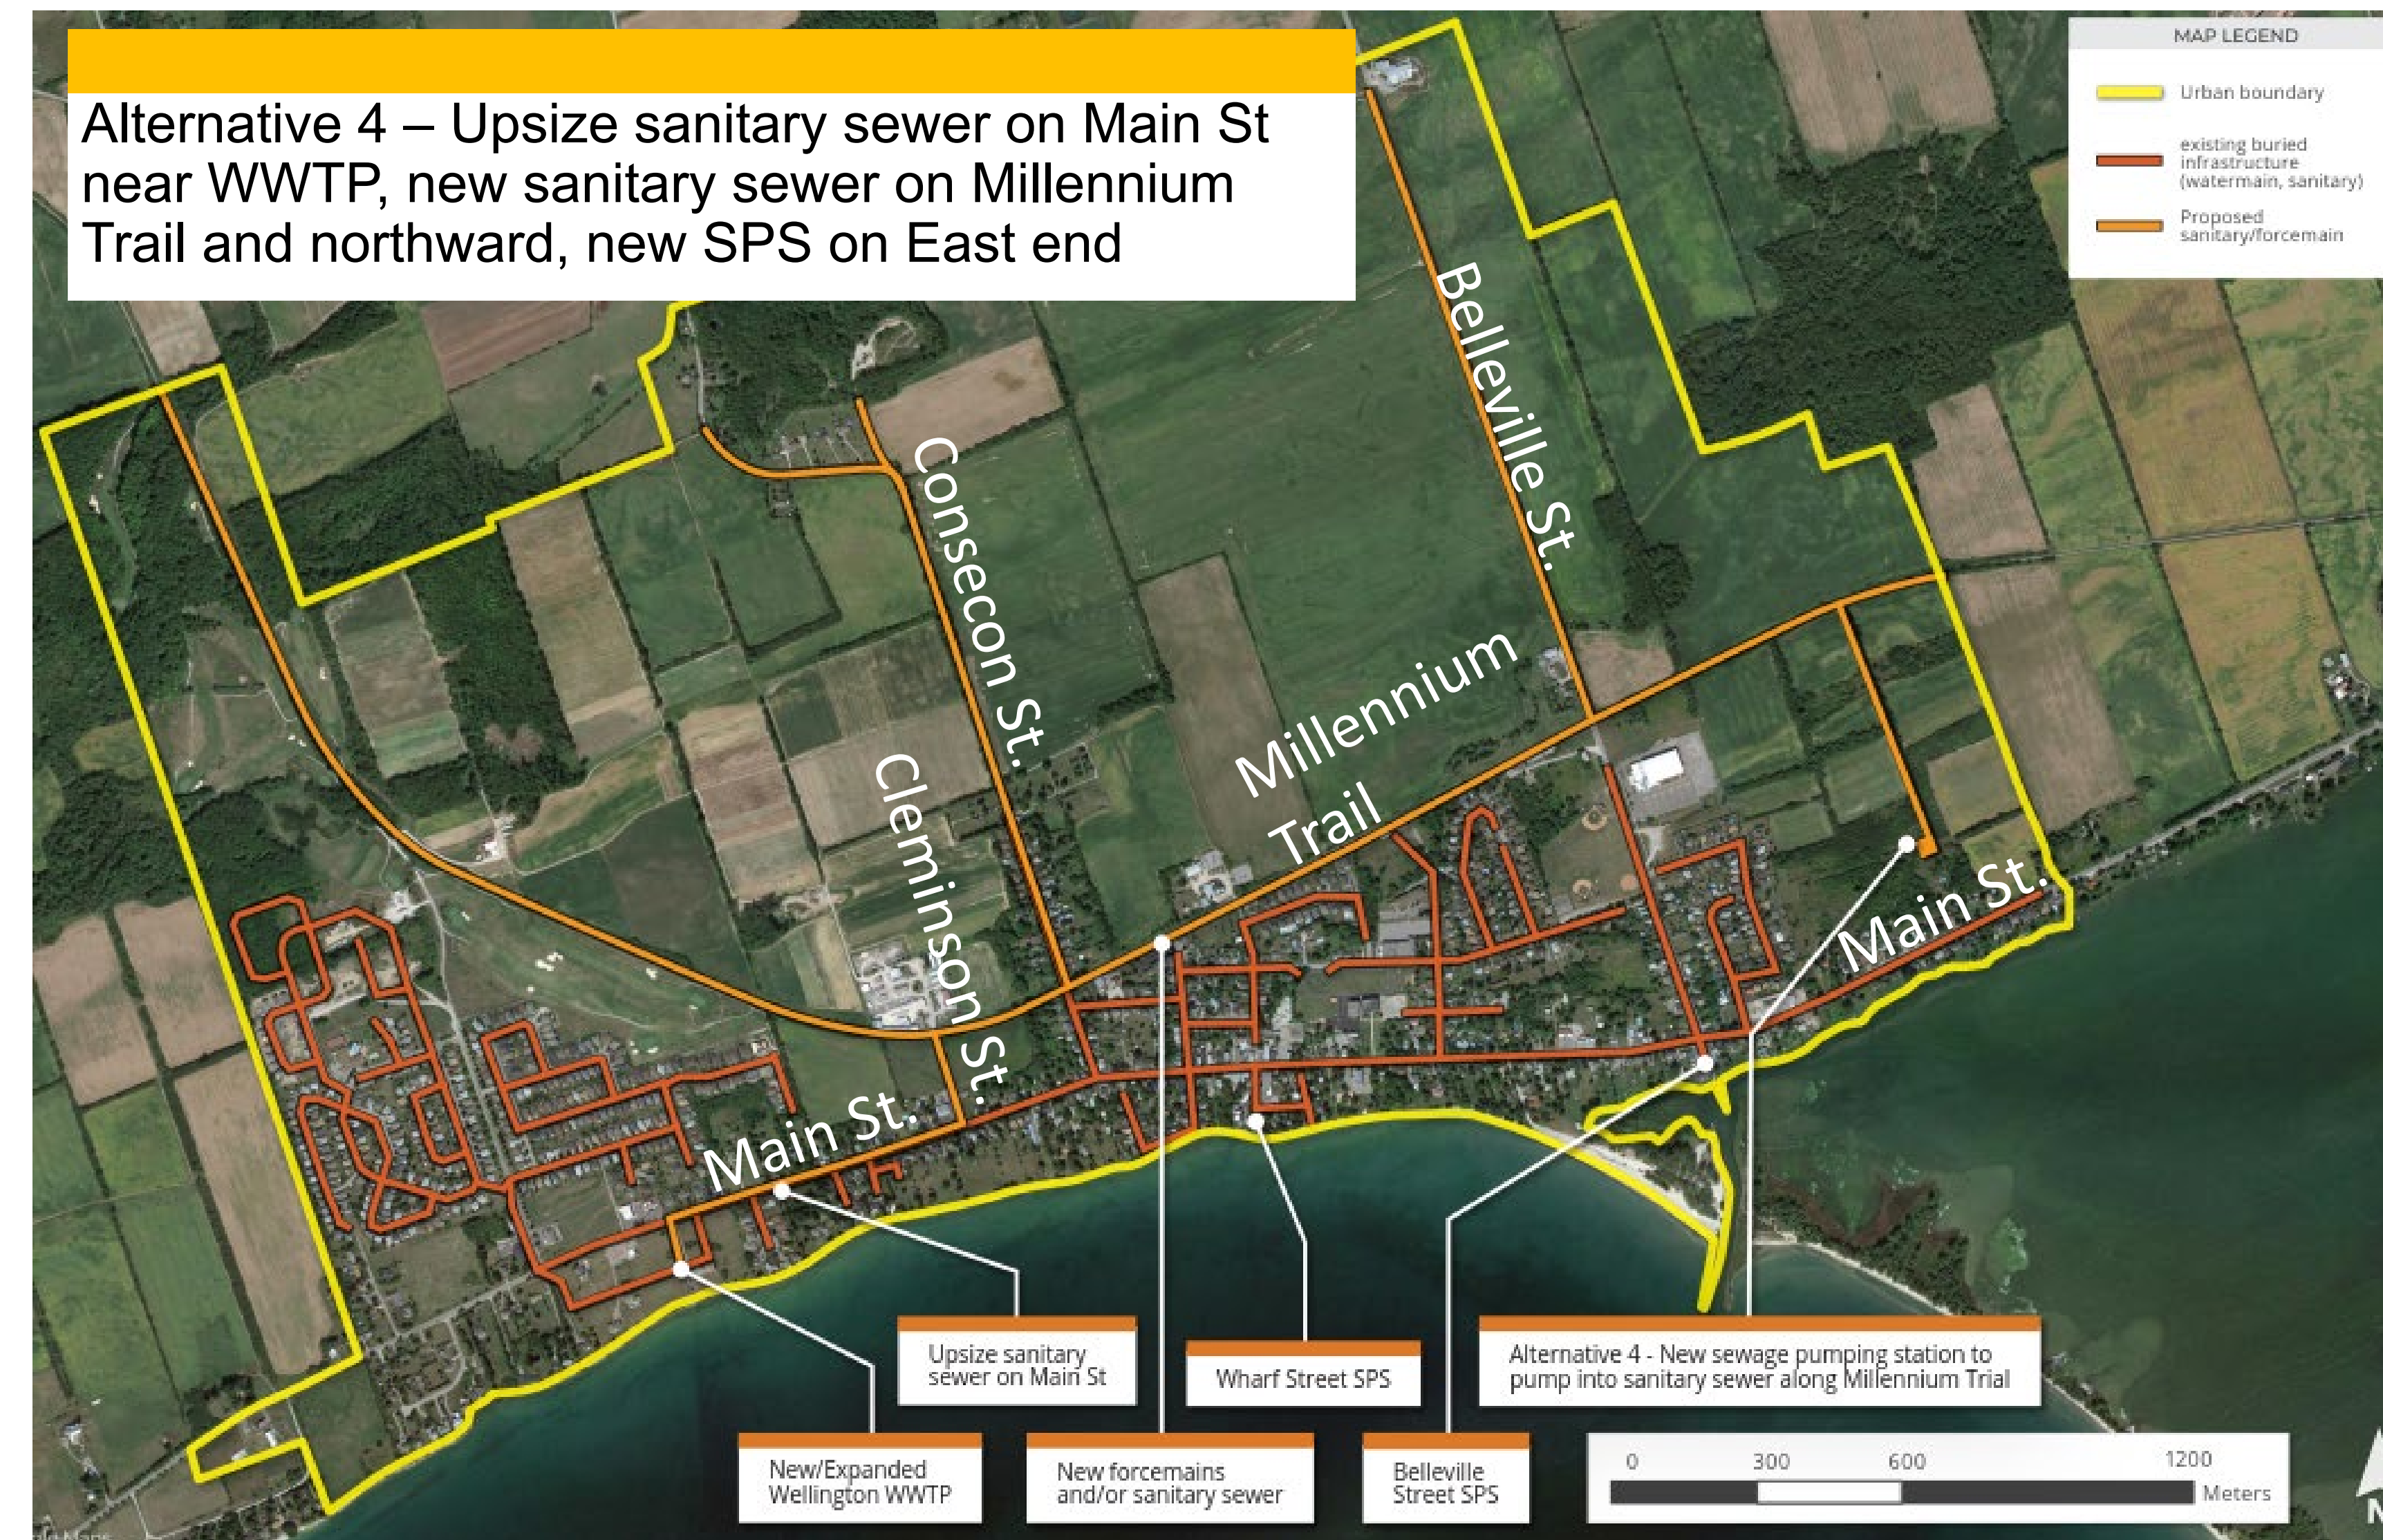 Alternative 4 – Upsize sanitary sewer on Main St
near WWTP, new sanitary sewer on Millennium
Trail and northward, new SPS on East end
MAP LEGEND
Urban boundary
existing buried
infrastructure
(watermain, sanitary)
Proposed
sanitary/forcemain
Belleville St.
Consecon St.
Millennium
Trail
Cleminson St.
Main St.
Main St.
Upsize sanitary
sewer on Main St
Wharf Street SPS
Alternative 4 - New sewage pumping station to
pump into sanitary sewer along Millennium Trial
New/Expanded
Wellington WWTP
New forcemains
and/or sanitary sewer
Belleville
Street SPS
0 300 600 1200
Meters
N